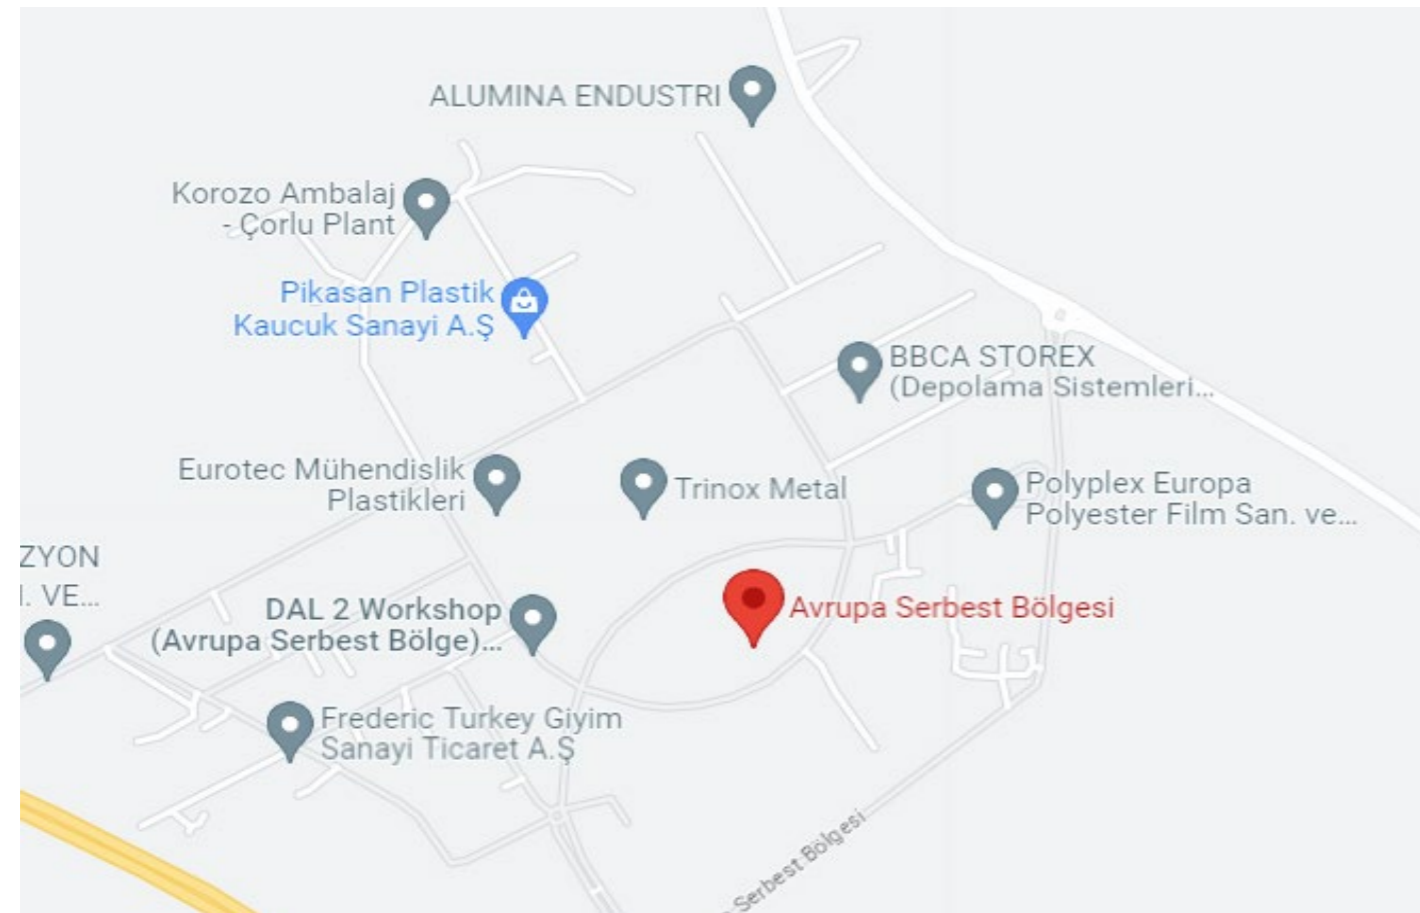 ALUMINA ENDUSTRI
Korozo Ambalaj
- Çorlu Plant
Pikasan Plastik
Kaucuk Sanayi A.Ş
BBCA STOREX
(Depolama Sistemleri...
Eurotec Mühendislik
Plastikleri
Trinox Metal
Polyplex Europa
Polyester Film San. ve...
ZYON
. VE...
DAL 2 Workshop
(Avrupa Serbest Bölge)...
Avrupa Serbest Bölgesi
Frederic Turkey Giyim
Sanayi Ticaret A.Ş
-Serbest Bölgesi